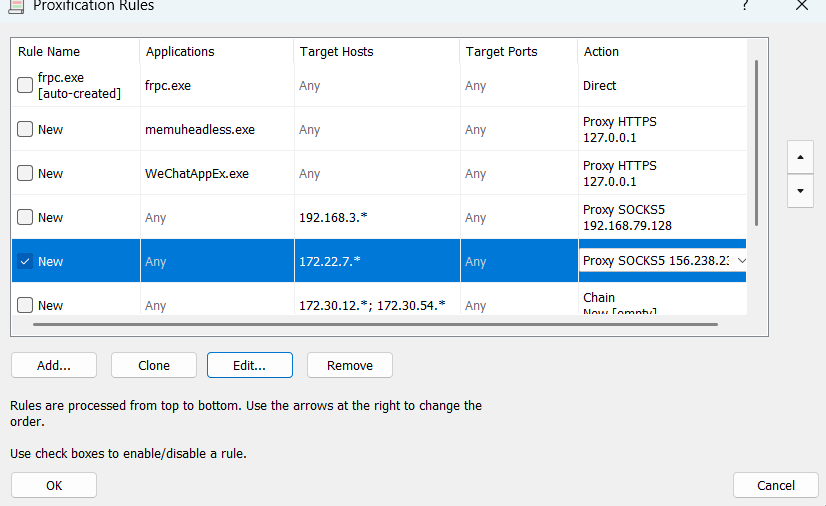 Proxification Rules
Rule Name Applications Target Hosts Target Ports Action
frpc.exe
[auto-created] frpc.exe Any Any Direct
New memuheadless.exe Any Any Proxy HTTPS
127.0.0.1
New WeChatAppEx.exe Any Any Proxy HTTPS
127.0.0.1
New Any 192.168.3.* Any Proxy SOCKS5
192.168.79.128
New Any 172.22.7.* Any Proxy SOCKS5 156.238.23
New Any 172.30.12.*; 172.30.54.* Any Chain
New [empty]
Add... Clone Edit... Remove
Rules are processed from top to bottom. Use the arrows at the right to change the
order.
Use check boxes to enable/disable a rule.
OK Cancel